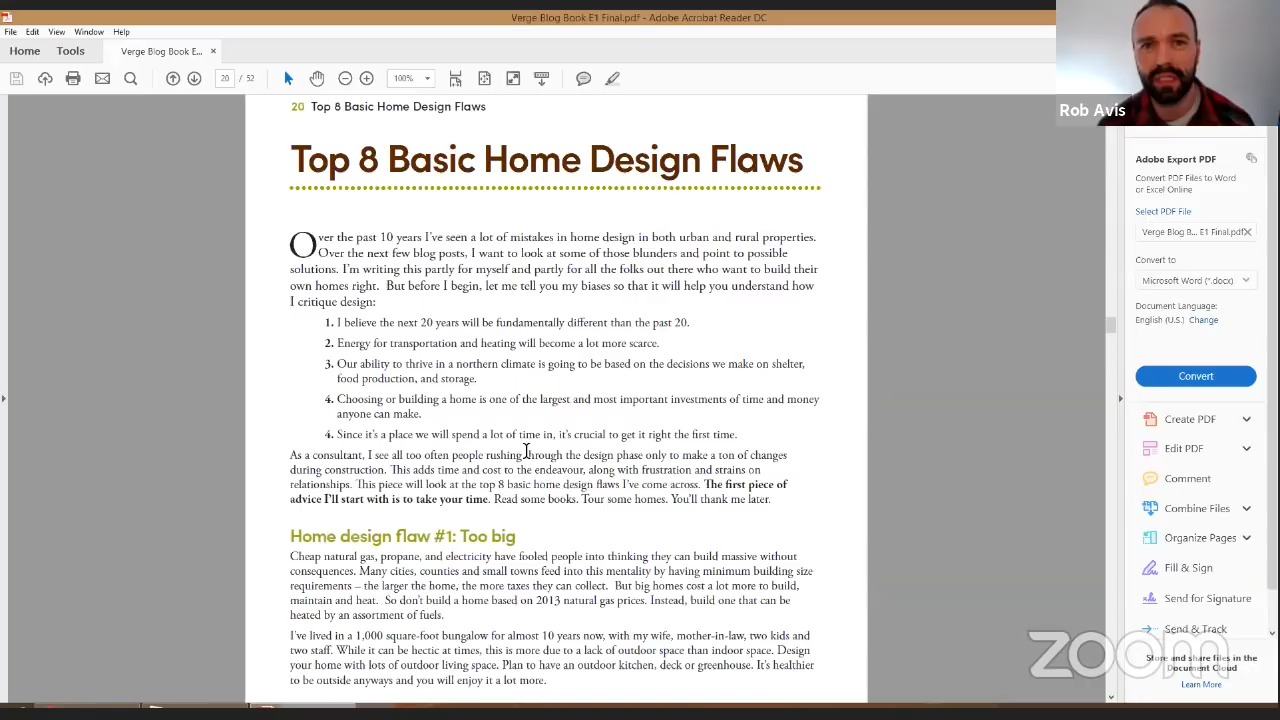 Verge Blog Book E1 Final.pdf - Adobe Acrobat Reader DC
File Edit View Window Help
Home Tools Verge Blog Book E... ×
20 / 52 100%
Rob Avis
20 Top 8 Basic Home Design Flaws
Top 8 Basic Home Design Flaws
Over the past 10 years I've seen a lot of mistakes in home design in both urban and rural properties.
Over the next few blog posts, I want to look at some of those blunders and point to possible
solutions. I'm writing this partly for myself and partly for all the folks out there who want to build their
own homes right. But before I begin, let me tell you my biases so that it will help you understand how
I critique design:
1. I believe the next 20 years will be fundamentally different than the past 20.
2. Energy for transportation and heating will become a lot more scarce.
3. Our ability to thrive in a northern climate is going to be based on the decisions we make on shelter,
food production, and storage.
4. Choosing or building a home is one of the largest and most important investments of time and money
anyone can make.
4. Since it's a place we will spend a lot of time in, it's crucial to get it right the first time.
As a consultant, I see all too often people rushing through the design phase only to make a ton of changes
during construction. This adds time and cost to the endeavour, along with frustration and strains on
relationships. This piece will look at the top 8 basic home design flaws I've come across. The first piece of
advice I'll start with is to take your time. Read some books. Tour some homes. You'll thank me later.
Home design flaw #1: Too big
Cheap natural gas, propane, and electricity have fooled people into thinking they can build massive without
consequences. Many cities, counties and small towns feed into this mentality by having minimum building size
requirements – the larger the home, the more taxes they can collect. But big homes cost a lot more to build,
maintain and heat. So don't build a home based on 2013 natural gas prices. Instead, build one that can be
heated by an assortment of fuels.
I've lived in a 1,000 square-foot bungalow for almost 10 years now, with my wife, mother-in-law, two kids and
two staff. While it can be hectic at times, this is more due to a lack of outdoor space than indoor space. Design
your home with lots of outdoor living space. Plan to have an outdoor kitchen, deck or greenhouse. It's healthier
to be outside anyways and you will enjoy it a lot more.
Adobe Export PDF
Convert PDF Files to Word
or Excel Online
Select PDF File
Verge Blog B... E1 Final.pdf ×
Convert to
Microsoft Word (*.docx)
Document Language:
English (U.S.) Change
Convert
Create PDF
Edit PDF
Comment
Combine Files
Organize Pages
Fill & Sign
Send for Signature
Send & Track
Store and share files in the
Document Cloud
Learn More
zoom